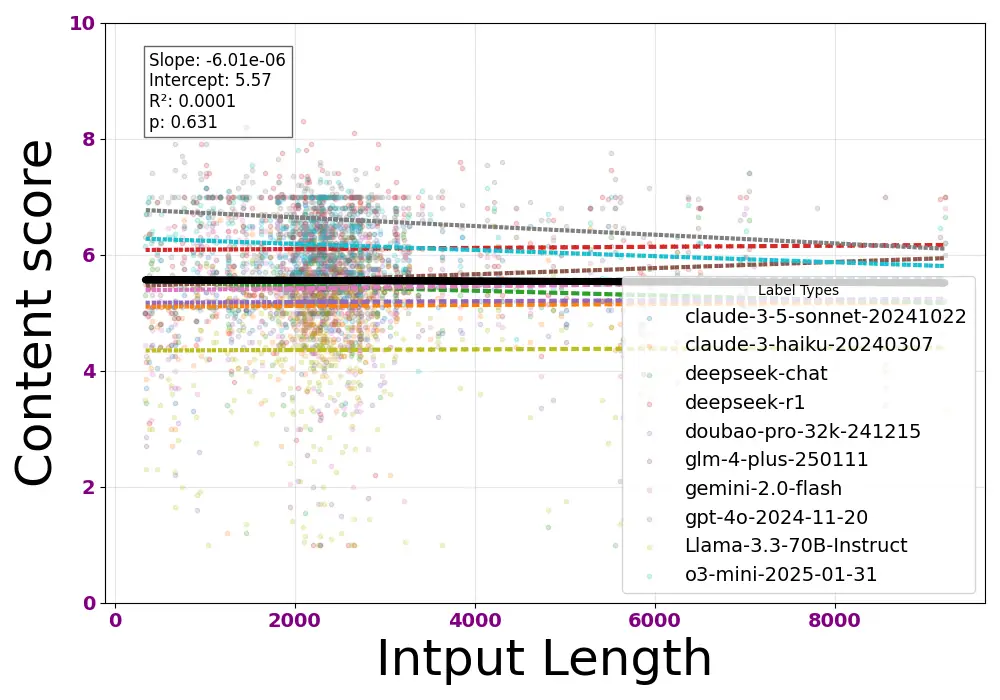 10
8
6
4
2
0
Content score
Slope: -6.01e-06
Intercept: 5.57
R²: 0.0001
p: 0.631
Label Types
claude-3-5-sonnet-20241022
claude-3-haiku-20240307
deepseek-chat
deepseek-r1
doubao-pro-32k-241215
glm-4-plus-250111
gemini-2.0-flash
gpt-4o-2024-11-20
Llama-3.3-70B-Instruct
o3-mini-2025-01-31
0 2000 4000 6000 8000
Intput Length